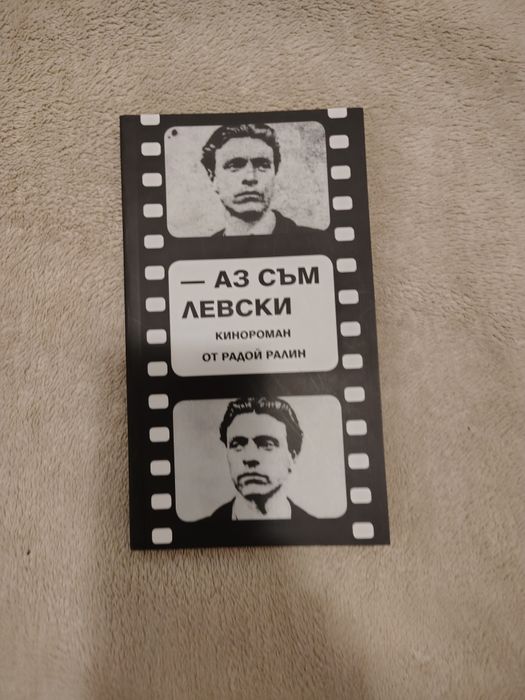 — АЗ СЪМ
ЛЕВСКИ
КИНОРОМАН
ОТ РАДОЙ РАЛИН